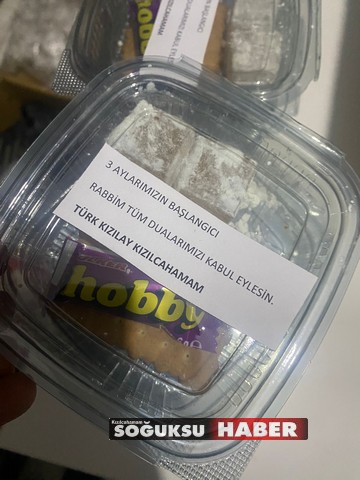 3 AYLARIMIZIN BAŞLANGICI
RABBİM TÜM DUALARIMIZI KABUL EYLESİN.
TÜRK KIZILAY KIZILCAHAMAM
hobby
Kızılcahamam
SOĞUKSU HABER